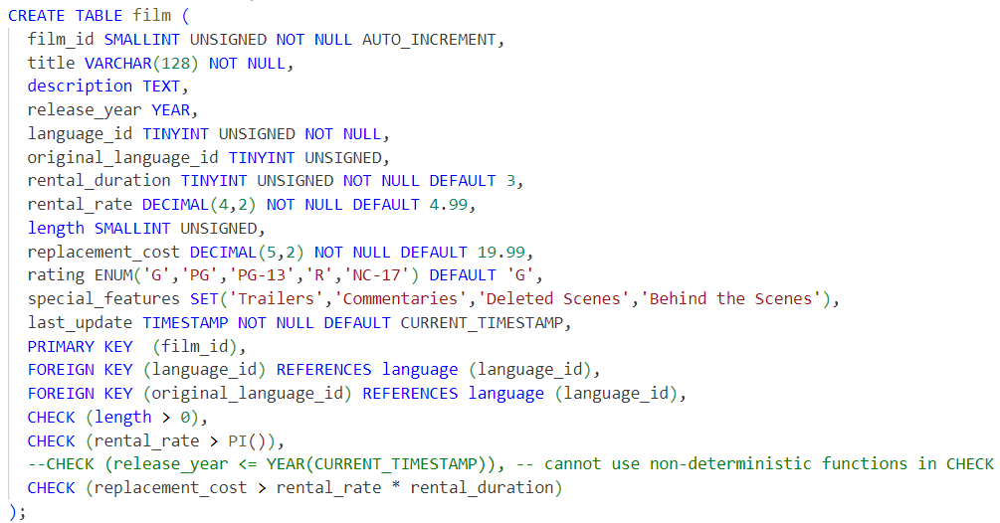 CREATE TABLE film (
  film_id SMALLINT UNSIGNED NOT NULL AUTO_INCREMENT,
  title VARCHAR(128) NOT NULL,
  description TEXT,
  release_year YEAR,
  language_id TINYINT UNSIGNED NOT NULL,
  original_language_id TINYINT UNSIGNED,
  rental_duration TINYINT UNSIGNED NOT NULL DEFAULT 3,
  rental_rate DECIMAL(4,2) NOT NULL DEFAULT 4.99,
  length SMALLINT UNSIGNED,
  replacement_cost DECIMAL(5,2) NOT NULL DEFAULT 19.99,
  rating ENUM('G','PG','PG-13','R','NC-17') DEFAULT 'G',
  special_features SET('Trailers','Commentaries','Deleted Scenes','Behind the Scenes'),
  last_update TIMESTAMP NOT NULL DEFAULT CURRENT_TIMESTAMP,
  PRIMARY KEY  (film_id),
  FOREIGN KEY (language_id) REFERENCES language (language_id),
  FOREIGN KEY (original_language_id) REFERENCES language (language_id),
  CHECK (length > 0),
  CHECK (rental_rate > PI()),
  --CHECK (release_year <= YEAR(CURRENT_TIMESTAMP)), -- cannot use non-deterministic functions in CHECK
  CHECK (replacement_cost > rental_rate * rental_duration)
);